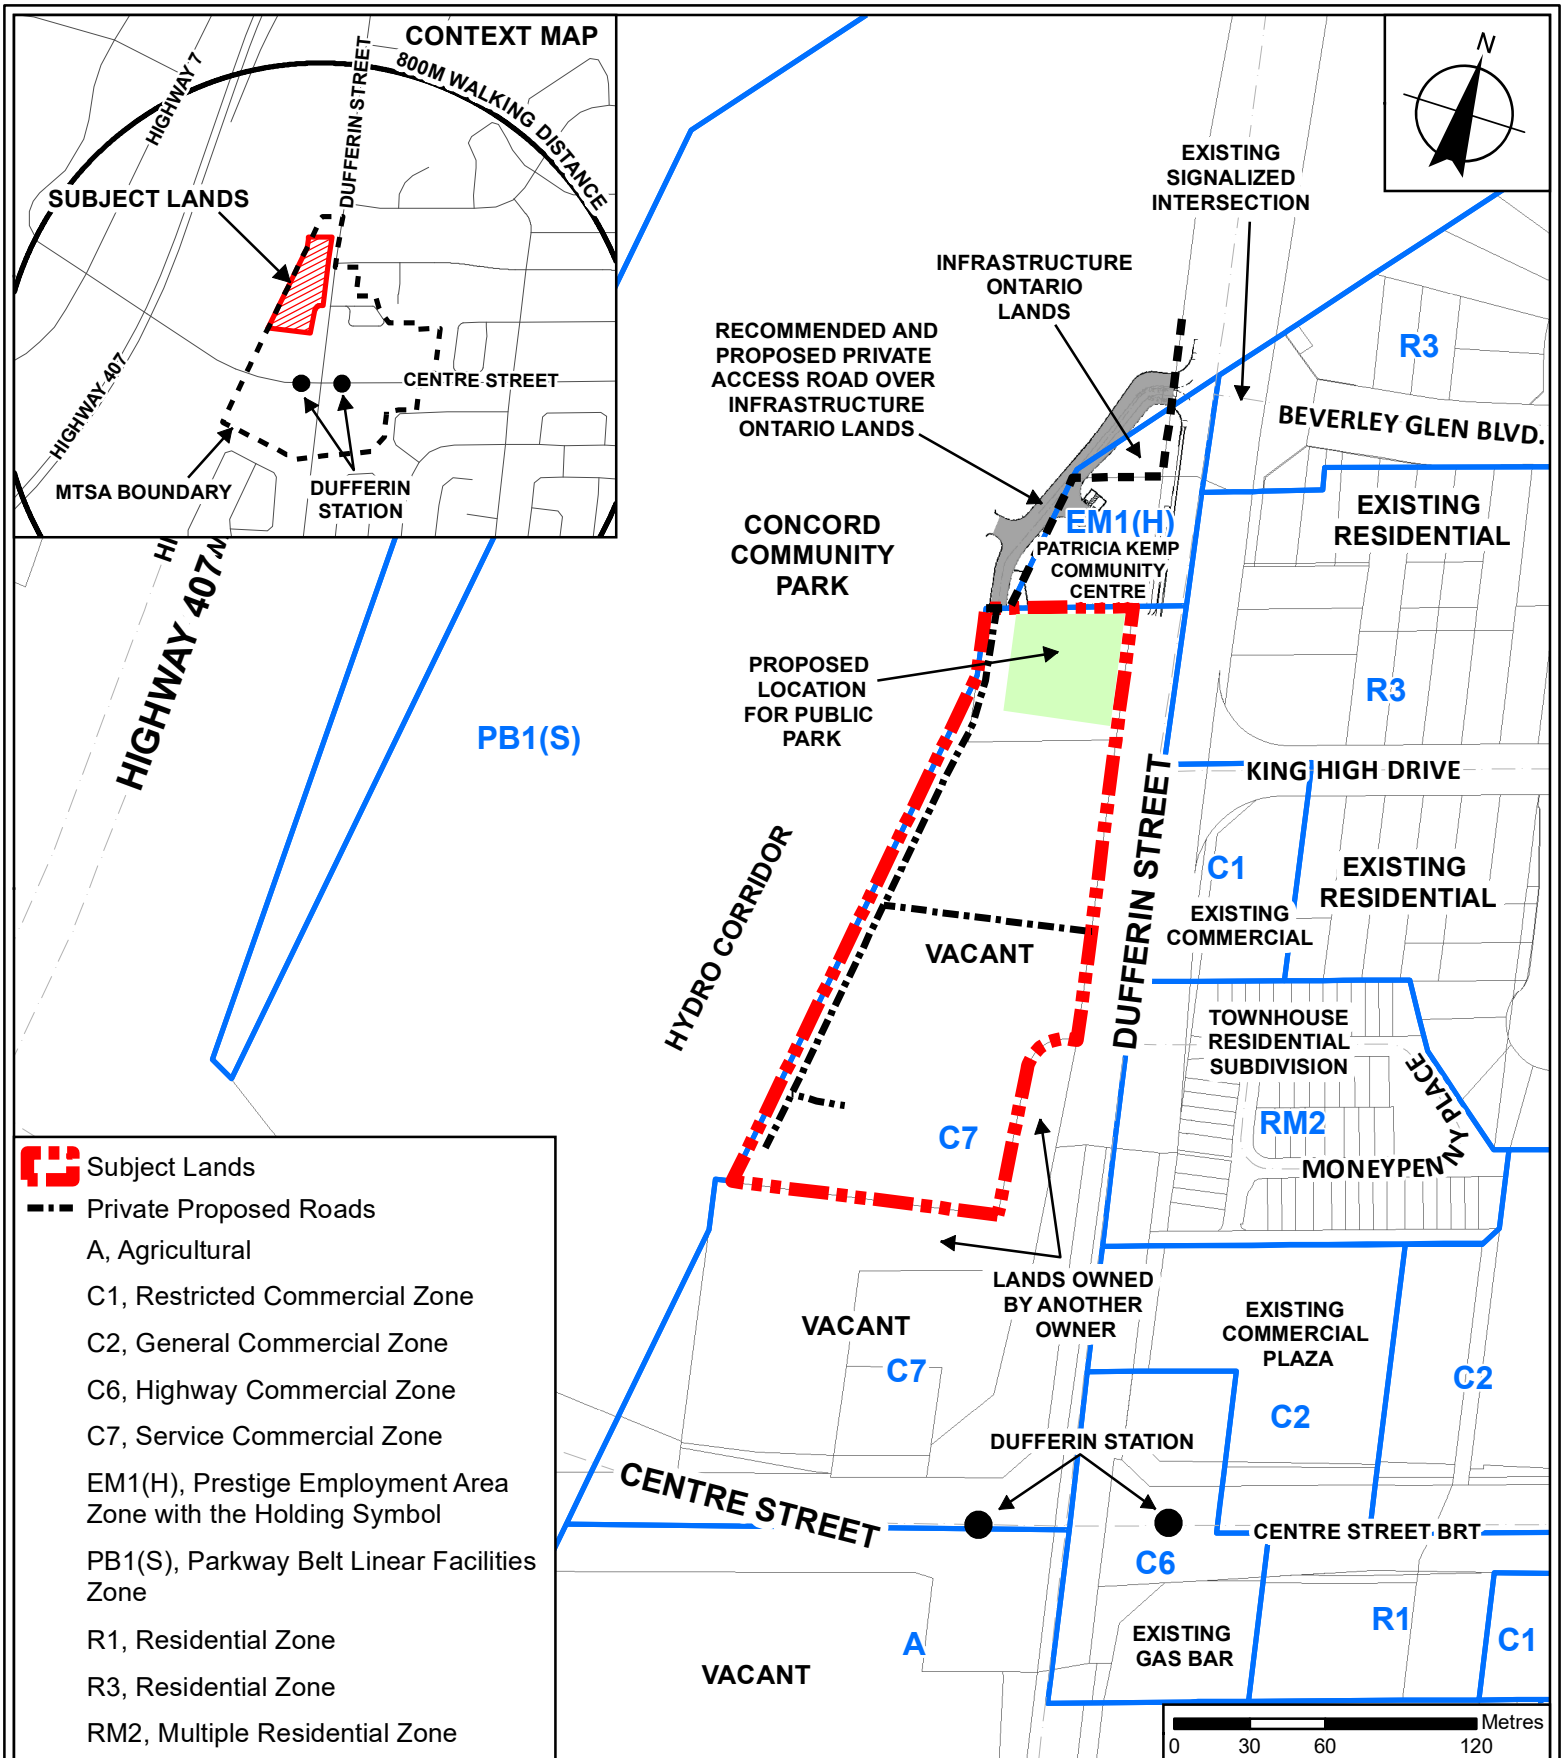 CONTEXT MAP
HIGHWAY 7
DUFFERIN STREET
800M WALKING DISTANCE
SUBJECT LANDS
HIGHWAY 407
CENTRE STREET
MTSA BOUNDARY
DUFFERIN
STATION
N
EXISTING
SIGNALIZED
INTERSECTION
INFRASTRUCTURE
ONTARIO
LANDS
RECOMMENDED AND
PROPOSED PRIVATE
ACCESS ROAD OVER
INFRASTRUCTURE
ONTARIO LANDS
R3
BEVERLEY GLEN BLVD.
EXISTING
RESIDENTIAL
CONCORD
COMMUNITY
PARK
EM1(H)
PATRICIA KEMP
COMMUNITY
CENTRE
HIGHWAY 407
PROPOSED
LOCATION
FOR PUBLIC
PARK
PB1(S)
R3
KING HIGH DRIVE
DUFFERIN STREET
HYDRO CORRIDOR
C1
EXISTING
COMMERCIAL
EXISTING
RESIDENTIAL
VACANT
TOWNHOUSE
RESIDENTIAL
SUBDIVISION
C7
RM2
MONEYPENNY PLACE
LANDS OWNED
BY ANOTHER
OWNER
VACANT
C7
EXISTING
COMMERCIAL
PLAZA
C2
C2
DUFFERIN STATION
CENTRE STREET
CENTRE STREET BRT
C6
A
VACANT
EXISTING
GAS BAR
R1
C1
Subject Lands
Private Proposed Roads
A, Agricultural
C1, Restricted Commercial Zone
C2, General Commercial Zone
C6, Highway Commercial Zone
C7, Service Commercial Zone
EM1(H), Prestige Employment Area
Zone with the Holding Symbol
PB1(S), Parkway Belt Linear Facilities
Zone
R1, Residential Zone
R3, Residential Zone
RM2, Multiple Residential Zone
Metres
0 30 60 120